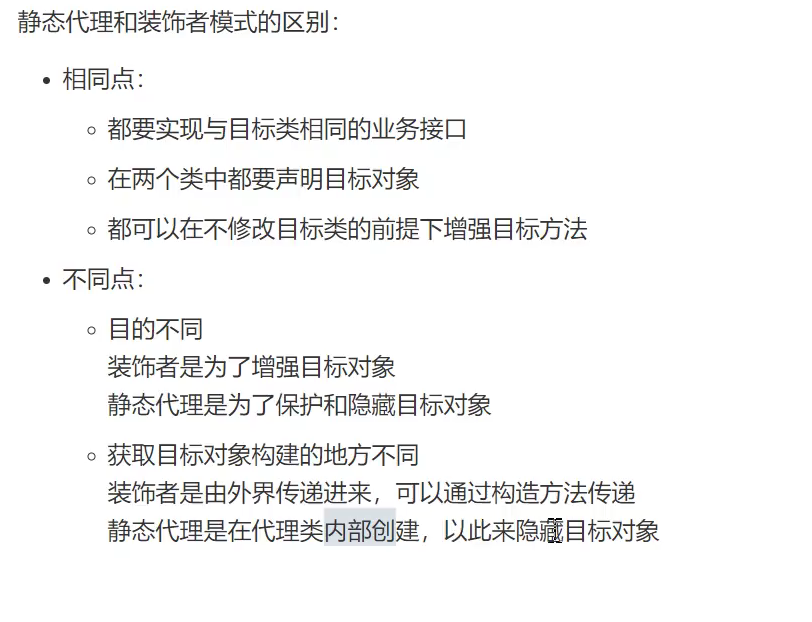 静态代理和装饰者模式的区别：
相同点：
都要实现与目标类相同的业务接口
在两个类中都要声明目标对象
都可以在不修改目标类的前提下增强目标方法
不同点：
目的不同
装饰者是为了增强目标对象
静态代理是为了保护和隐藏目标对象
获取目标对象构建的地方不同
装饰者是由外界传递进来，可以通过构造方法传递
静态代理是在代理类内部创建，以此来隐藏目标对象